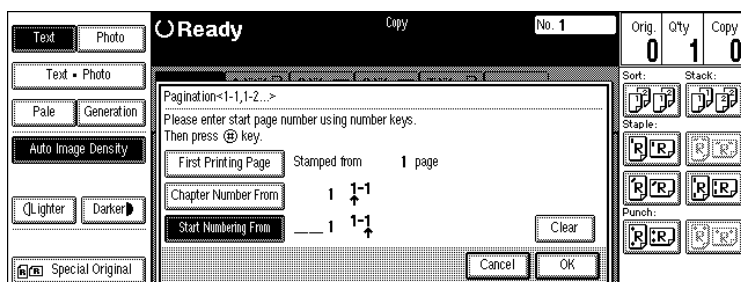 Text
Photo
Text • Photo
Pale
Generation
Auto Image Density
Lighter
Darker
Special Original
Ready
Copy
No. 1
Pagination<1-1,1-2...>
Please enter start page number using number keys.
Then press # key.
First Printing Page Stamped from 1 page
Chapter Number From 1 1-1
Start Numbering From __1 1-1
Clear
Cancel
OK
Orig. Q'ty Copy
0 1 0
Sort: Stack:
Staple:
Punch: